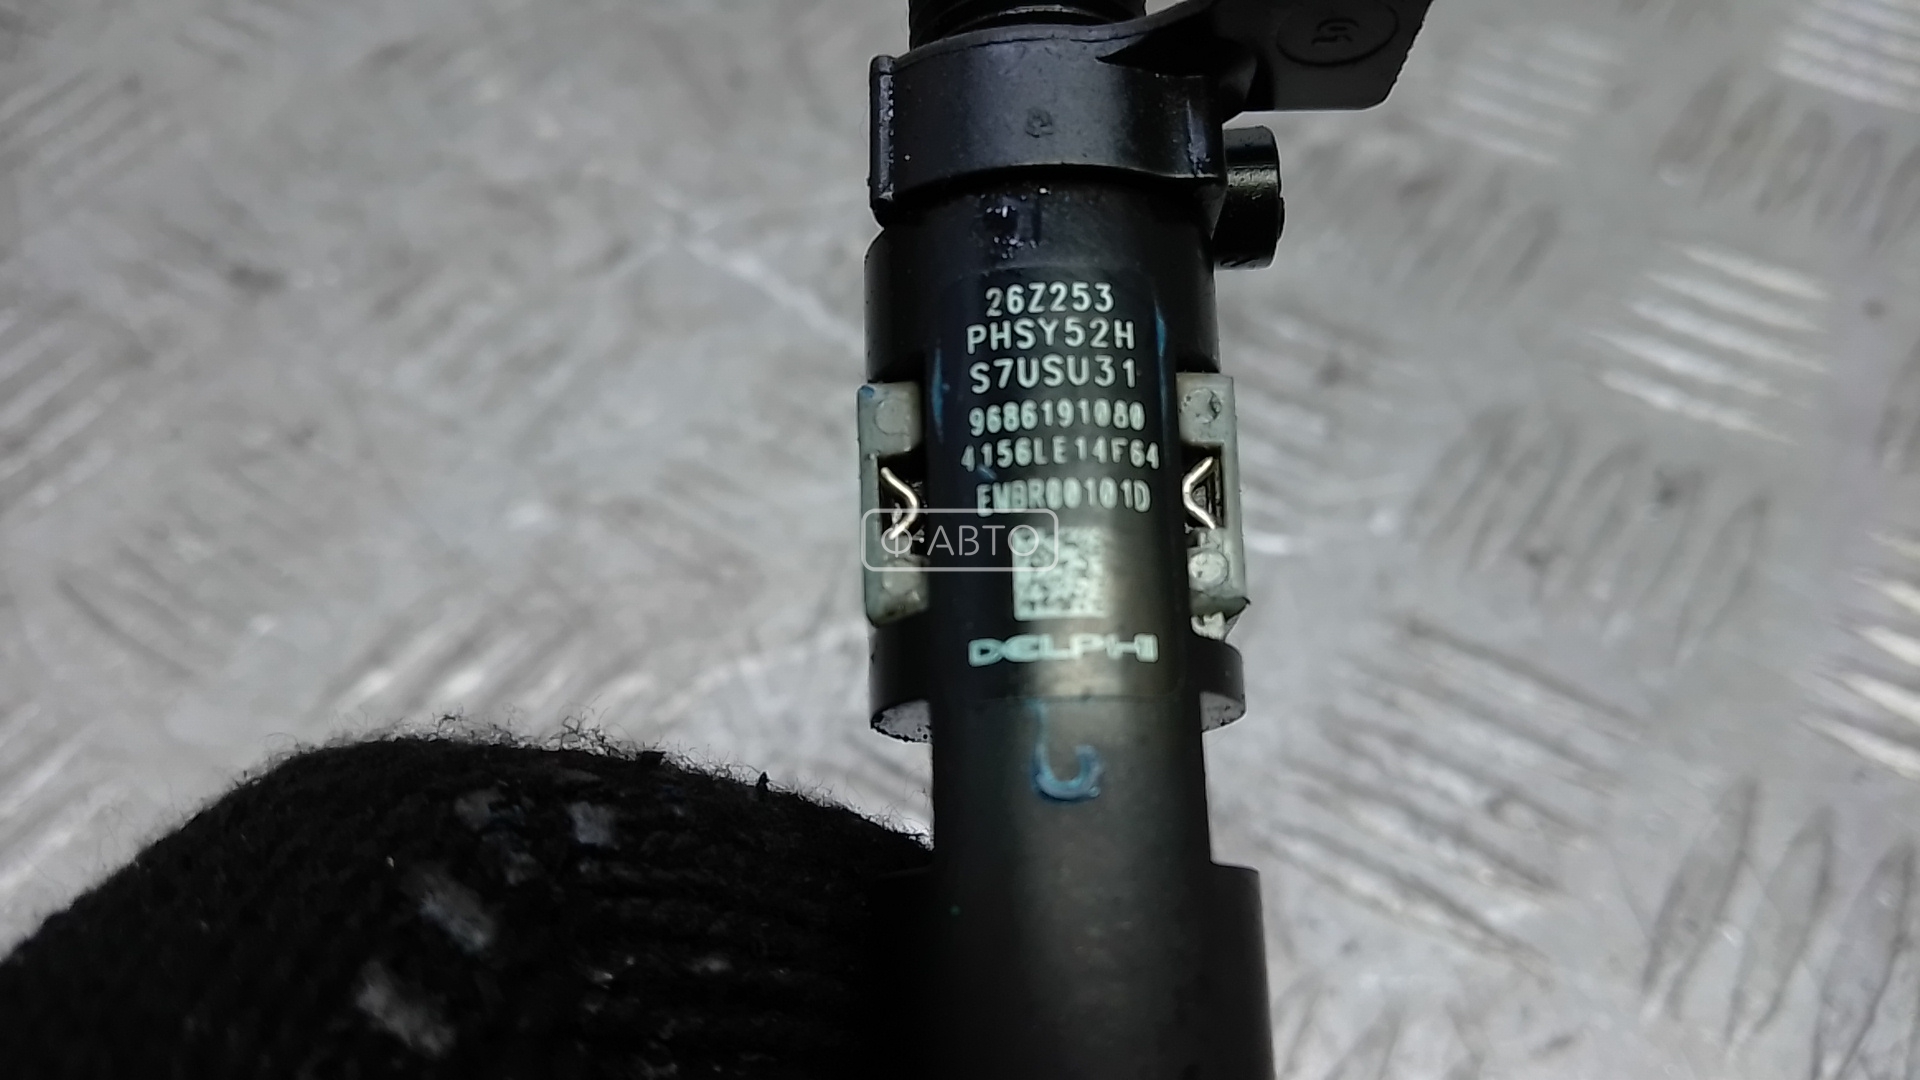 26Z253
PHSY52H
S7USU31
9686191080
4156LE14F64
EMBR00101D
Ф·АВТО
DELPHI